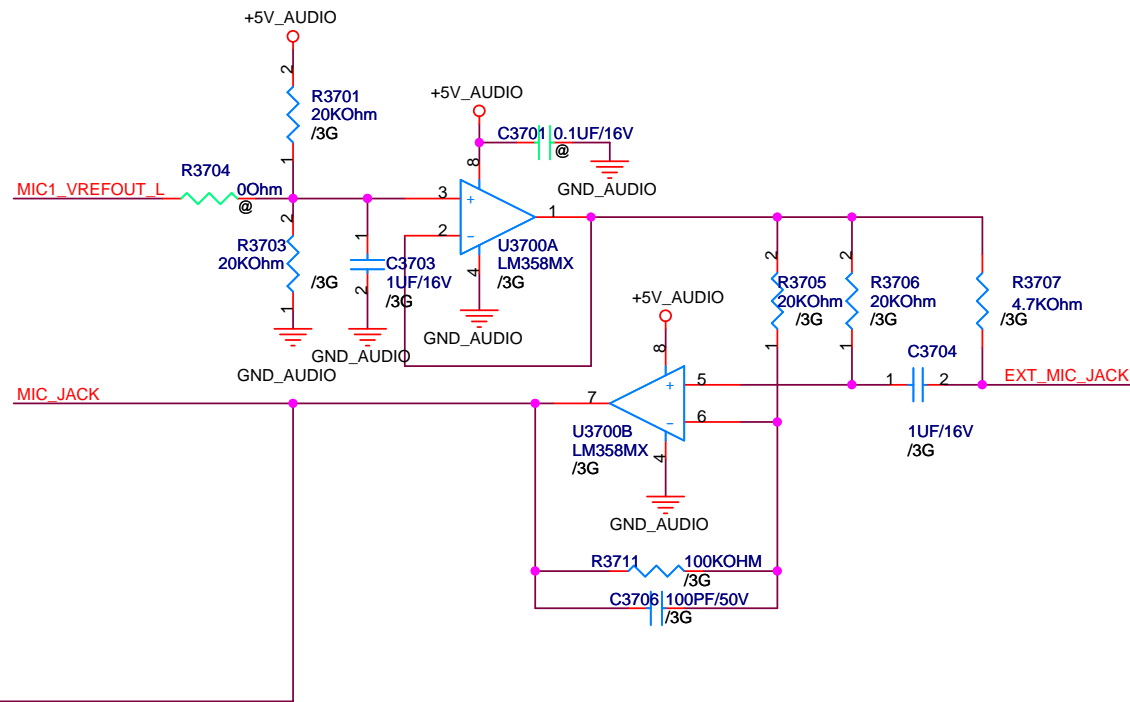 +5V_AUDIO
2
R3701
20KOhm
/3G
1
+5V_AUDIO
C3701 0.1UF/16V
@
GND_AUDIO
8
R3704
MIC1_VREFOUT_L
0Ohm
@
3
+
1
2
−
U3700A
LM358MX
/3G
4
GND_AUDIO
2
R3703
20KOhm
/3G
1
GND_AUDIO
1
C3703
1UF/16V
2
/3G
GND_AUDIO
2
R3705
20KOhm
/3G
1
2
R3706
20KOhm
/3G
1
R3707
4.7KOhm
/3G
+5V_AUDIO
8
C3704
1
2
EXT_MIC_JACK
1UF/16V
/3G
MIC_JACK
7
+
5
−
6
U3700B
LM358MX
/3G
4
GND_AUDIO
R3711
100KOHM
/3G
C3706
100PF/50V
/3G